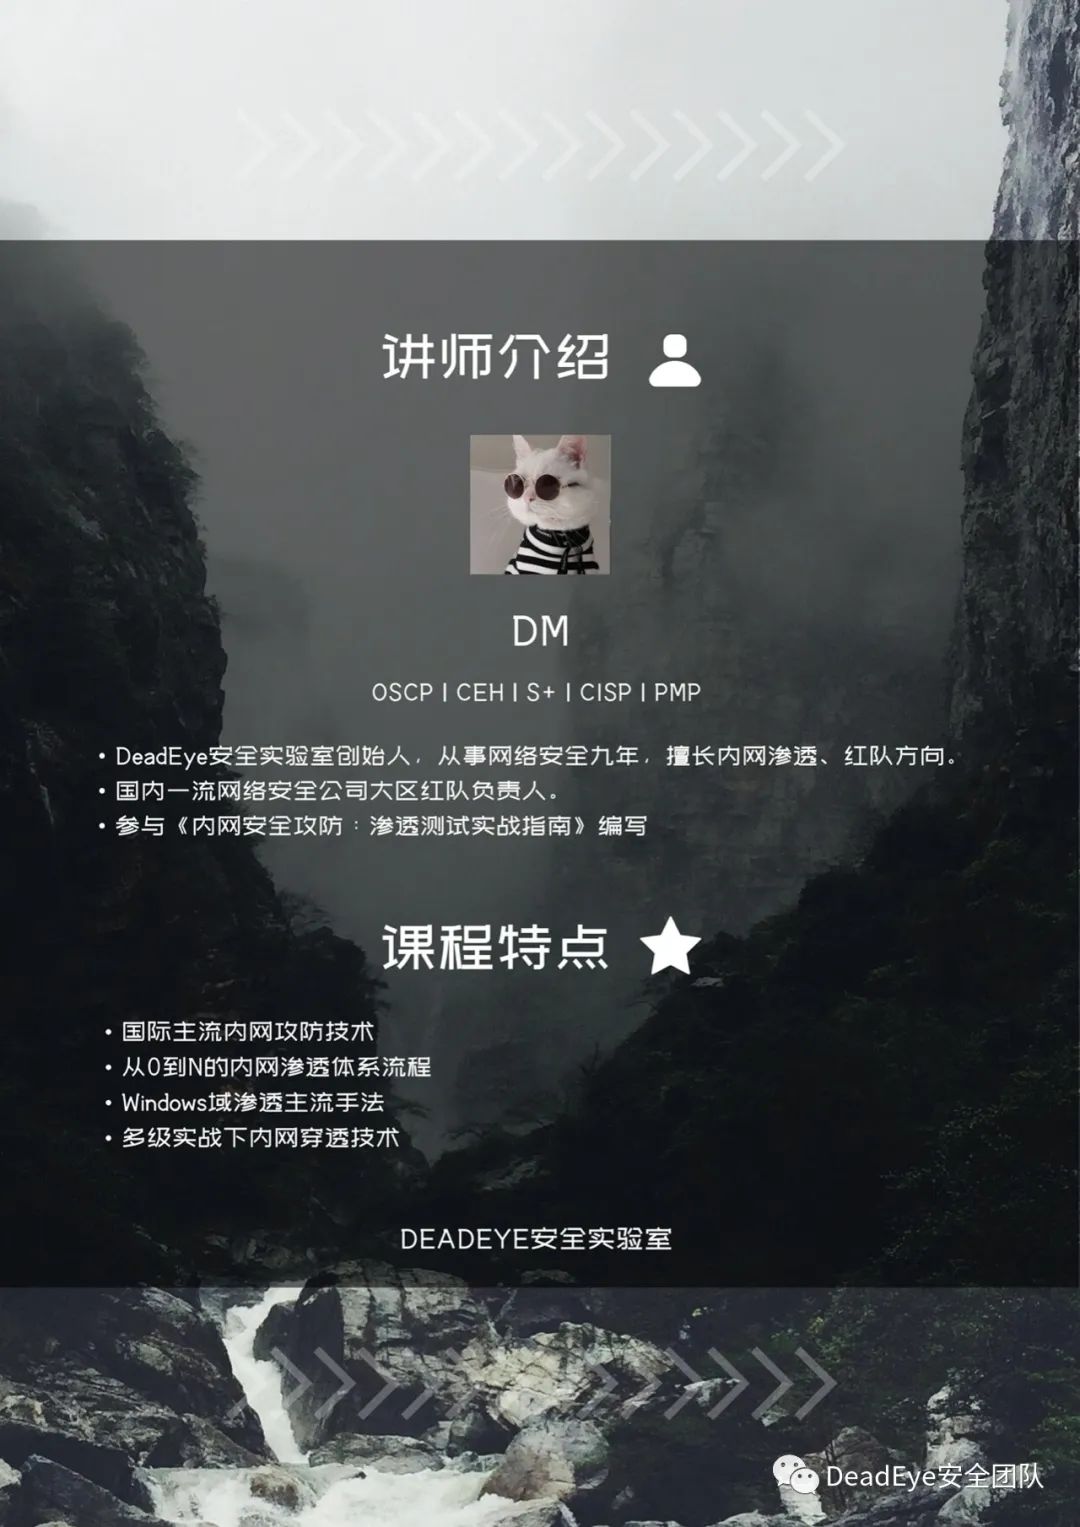 讲师介绍
DM
OSCP | CEH | S+ | CISP | PMP
• DeadEye安全实验室创始人，从事网络安全九年，擅长内网渗透、红队方向。
• 国内一流网络安全公司大区红队负责人。
• 参与《内网安全攻防：渗透测试实战指南》编写
课程特点
• 国际主流内网攻防技术
• 从0到N的内网渗透体系流程
• Windows域渗透主流手法
• 多级实战下内网穿透技术
DEADEYE安全实验室
DeadEye安全团队